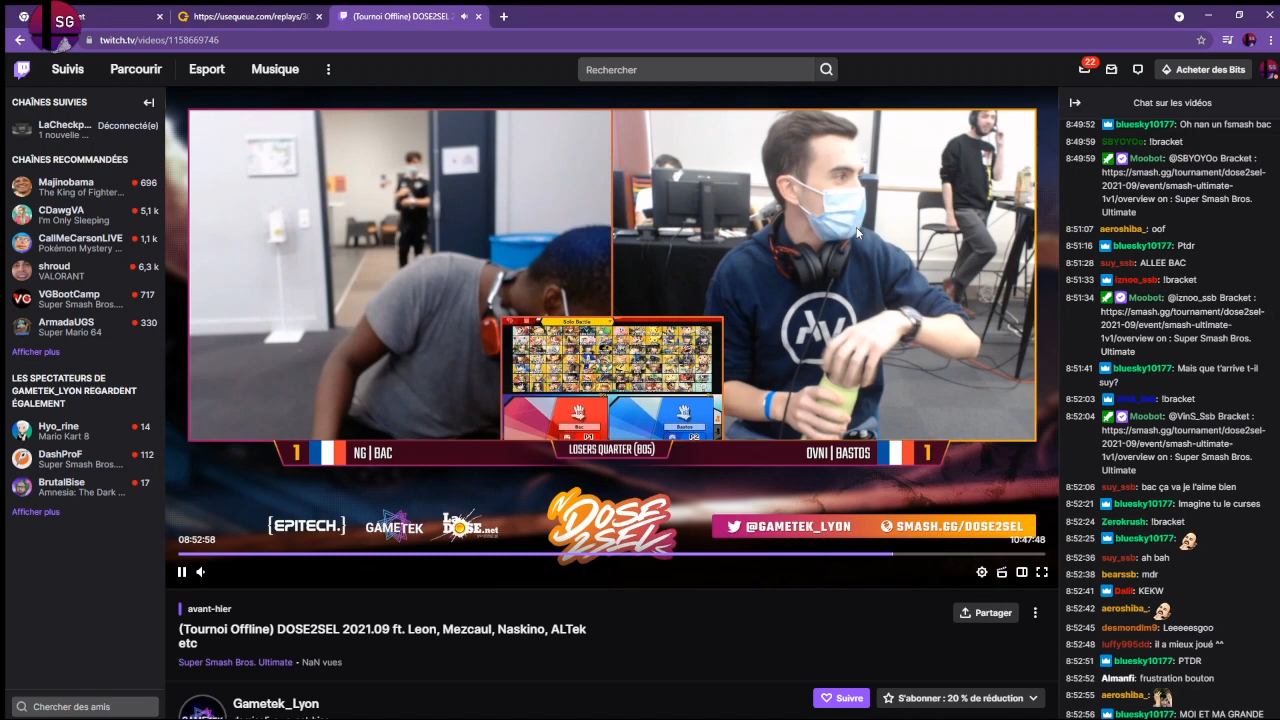 SG
https://usequeue.com/replays/30
(Tournoi Offline) DOSE2SEL 2
twitch.tv/videos/1158669746
Suivis
Parcourir
Esport
Musique
Rechercher
22
Acheter des Bits
CHAÎNES SUIVIES
LaCheckp... Déconnecté(e)
1 nouvelle ...
CHAÎNES RECOMMANDÉES
Majinobama 696
The King of Fighter...
CDawgVA 5,1 k
I'm Only Sleeping
CallMeCarsonLIVE 1,1 k
Pokémon Mystery ...
shroud 6,3 k
VALORANT
VGBootCamp 717
Super Smash Bros....
ArmadaUGS 330
Super Mario 64
Afficher plus
LES SPECTATEURS DE
GAMETEK_LYON REGARDENT
ÉGALEMENT
Hyo_rine 14
Mario Kart 8
DashProF 112
Super Smash Bros....
BrutalBise 17
Amnesia: The Dark ...
Afficher plus
Chercher des amis
Solo Battle
Bac
P1
Bastos
P2
1 NG | BAC
LOSERS QUARTER (BO5)
OVNI | BASTOS 1
{EPITECH.}
GAMETEK
La DOSE.net
DOSE 2SEL
@GAMETEK_LYON
SMASH.GG/DOSE2SEL
08:52:58
10:47:48
avant-hier
(Tournoi Offline) DOSE2SEL 2021.09 ft. Leon, Mezcaul, Naskino, ALTek
etc
Super Smash Bros. Ultimate • NaN vues
Partager
Gametek_Lyon
Suivre
S'abonner : 20 % de réduction
Chat sur les vidéos
8:49:52 bluesky10177: Oh nan un fsmash bac
8:49:59 SBYOYOo: !bracket
8:49:59 Moobot: @SBYOYOo Bracket :
https://smash.gg/tournament/dose2sel-
2021-09/event/smash-ultimate-
1v1/overview on : Super Smash Bros.
Ultimate
8:51:07 aeroshiba_: oof
8:51:16 bluesky10177: Ptdr
8:51:28 suy_ssb: ALLEE BAC
8:51:33 iznoo_ssb: !bracket
8:51:34 Moobot: @iznoo_ssb Bracket :
https://smash.gg/tournament/dose2sel-
2021-09/event/smash-ultimate-
1v1/overview on : Super Smash Bros.
Ultimate
8:51:41 bluesky10177: Mais que t'arrive t-il
suy?
8:52:03 VinS_Ssb: !bracket
8:52:04 Moobot: @VinS_Ssb Bracket :
https://smash.gg/tournament/dose2sel-
2021-09/event/smash-ultimate-
1v1/overview on : Super Smash Bros.
Ultimate
8:52:06 suy_ssb: bac ça va je l'aime bien
8:52:21 bluesky10177: Imagine tu le curses
8:52:24 Zerokrush: !bracket
8:52:25 bluesky10177:
8:52:36 suy_ssb: ah bah
8:52:38 bearssb: mdr
8:52:41 Dalil: KEKW
8:52:42 aeroshiba_:
8:52:45 desmondlm9: Leeeeesgoo
8:52:48 luffy995dd: il a mieux joué ^^
8:52:51 bluesky10177: PTDR
8:52:52 Almanfi: frustration bouton
8:52:55 aeroshiba_:
8:52:56 bluesky10177: MOI ET MA GRANDE